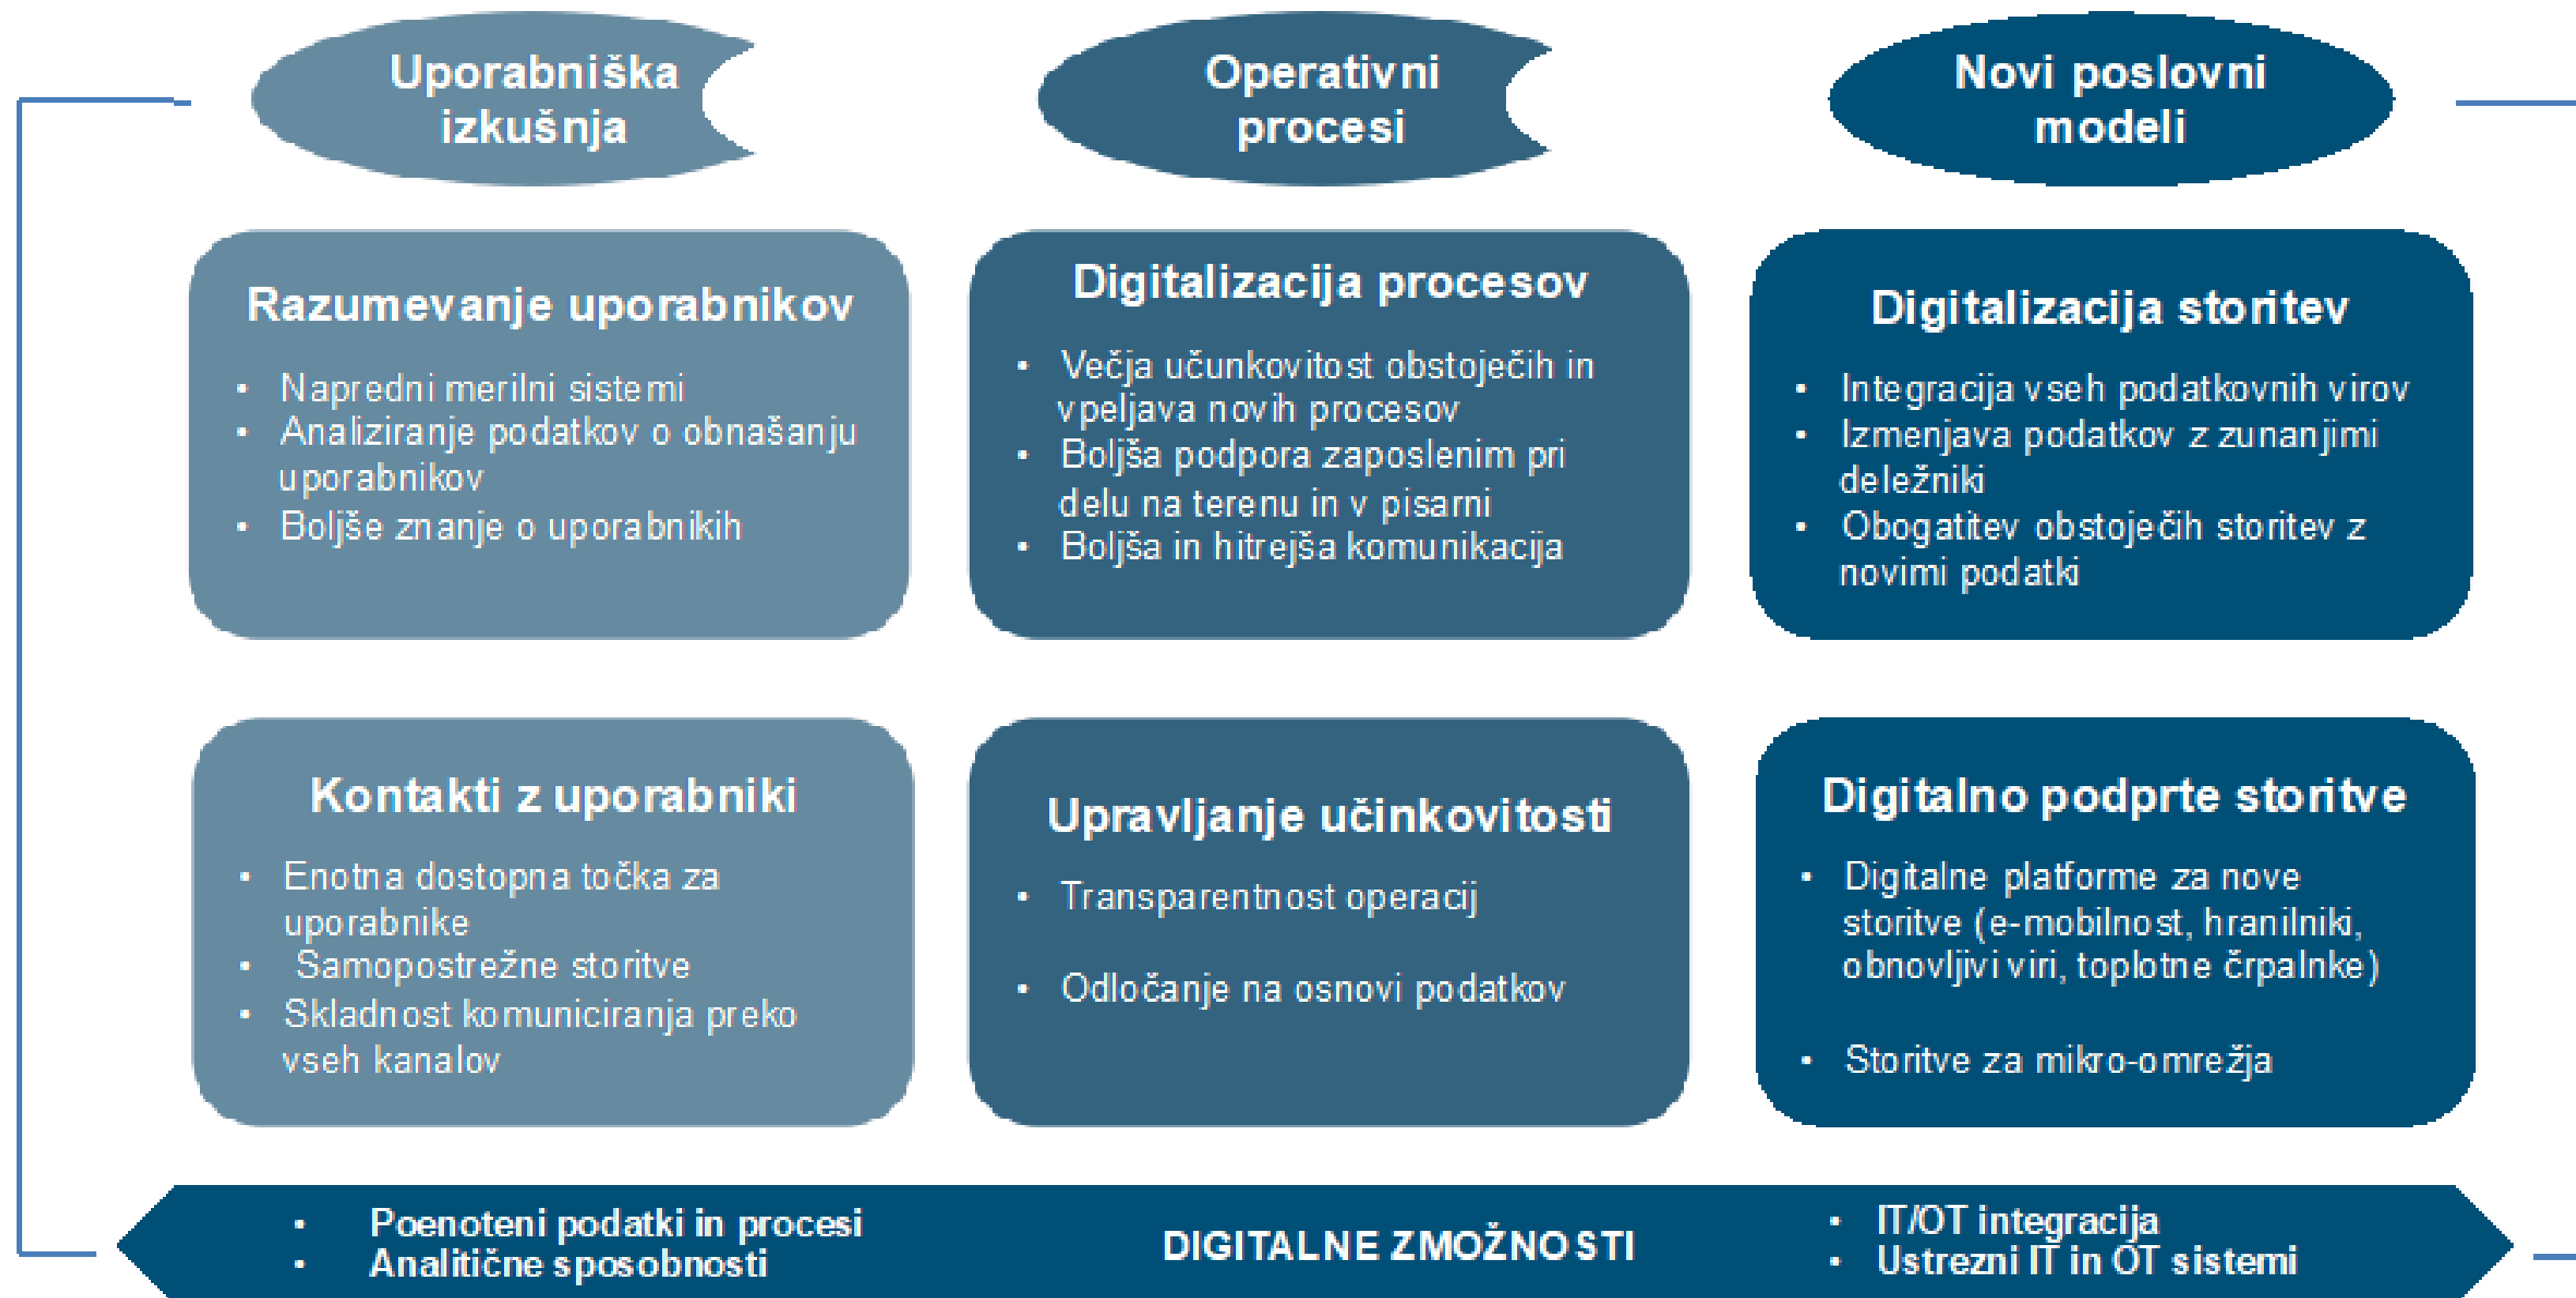 Uporabniška
izkušnja
Operativni
procesi
Novi poslovni
modeli
Razumevanje uporabnikov
• Napredni merilni sistemi
• Analiziranje podatkov o obnašanju
uporabnikov
• Boljše znanje o uporabnikih
Digitalizacija procesov
• Večja učunkovitost obstoječih in
vpeljava novih procesov
• Boljša podpora zaposlenim pri
delu na terenu in v pisarni
• Boljša in hitrejša komunikacija
Digitalizacija storitev
• Integracija vseh podatkovnih virov
• Izmenjava podatkov z zunanjimi
deležniki
• Obogatitev obstoječih storitev z
novimi podatki
Kontakti z uporabniki
• Enotna dostopna točka za
uporabnike
• Samopostrežne storitve
• Skladnost komuniciranja preko
vseh kanalov
Upravljanje učinkovitosti
• Transparentnost operacij
• Odločanje na osnovi podatkov
Digitalno podprte storitve
• Digitalne platforme za nove
storitve (e-mobilnost, hranilniki,
obnovljivi viri, toplotne črpalnke)
• Storitve za mikro-omrežja
• Poenoteni podatki in procesi
• Analitične sposobnosti
DIGITALNE ZMOŽNOSTI
• IT/OT integracija
• Ustrezni IT in OT sistemi